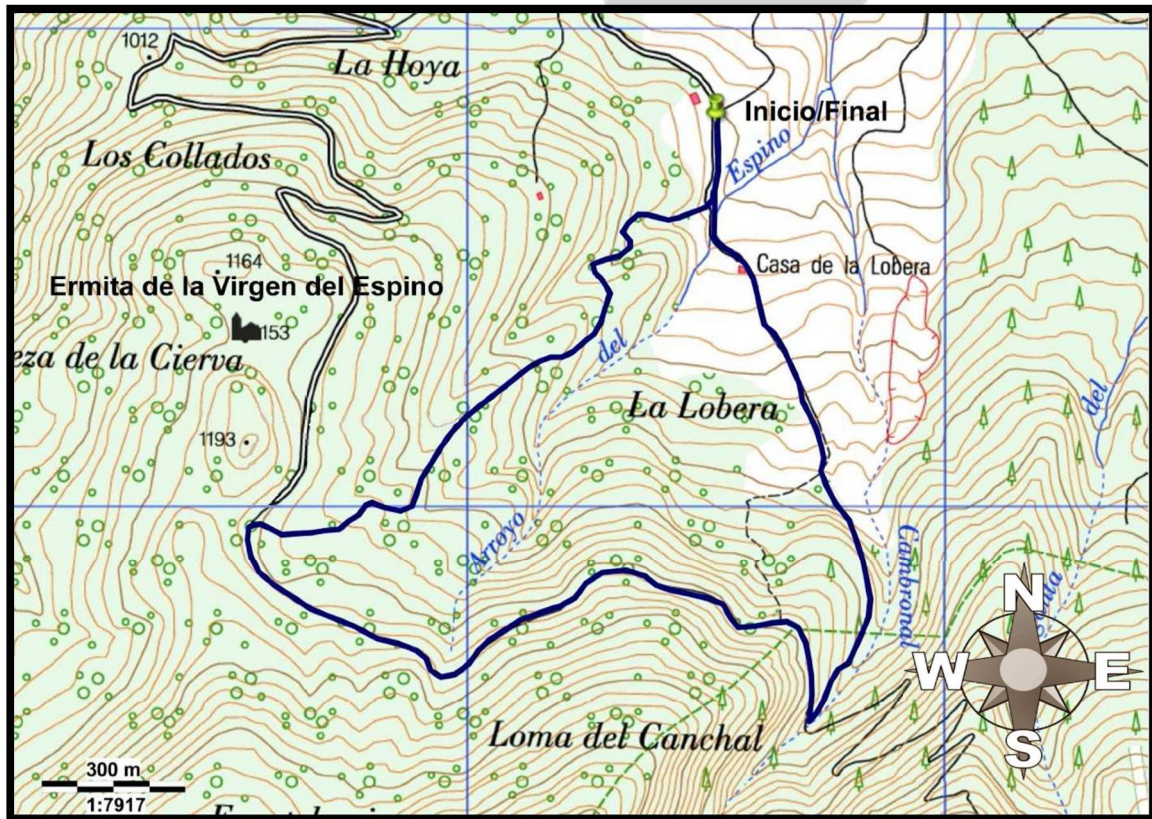 1012
La Hoya
Inicio/Final
Los Collados
Espino
1164
Casa de la Lobera
Ermita de la Virgen del Espino
153
eza de la Cierva
del
La Lobera
del
1193
Arroyo
Cambronal
N
W
E
S
Loma del Canchal
300 m
1:7917